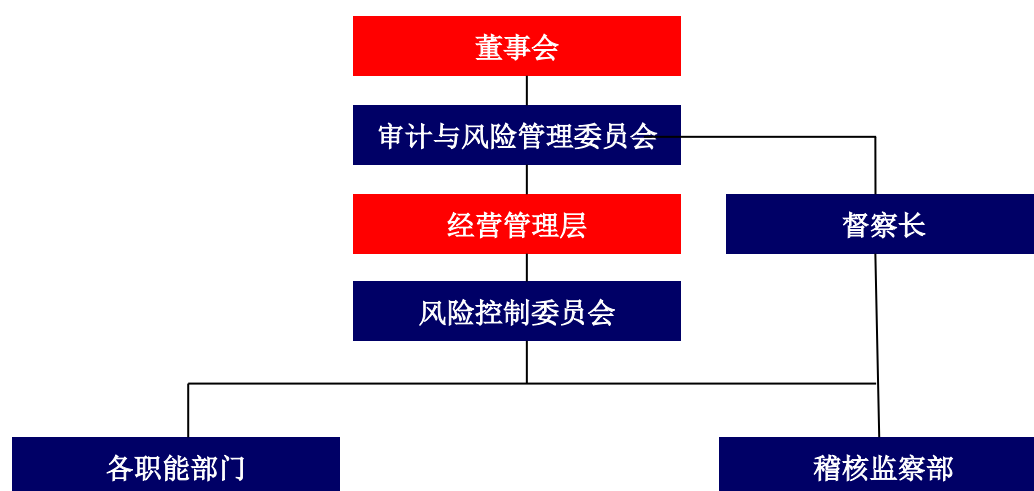 董事会
审计与风险管理委员会
经营管理层
督察长
风险控制委员会
各职能部门
稽核监察部